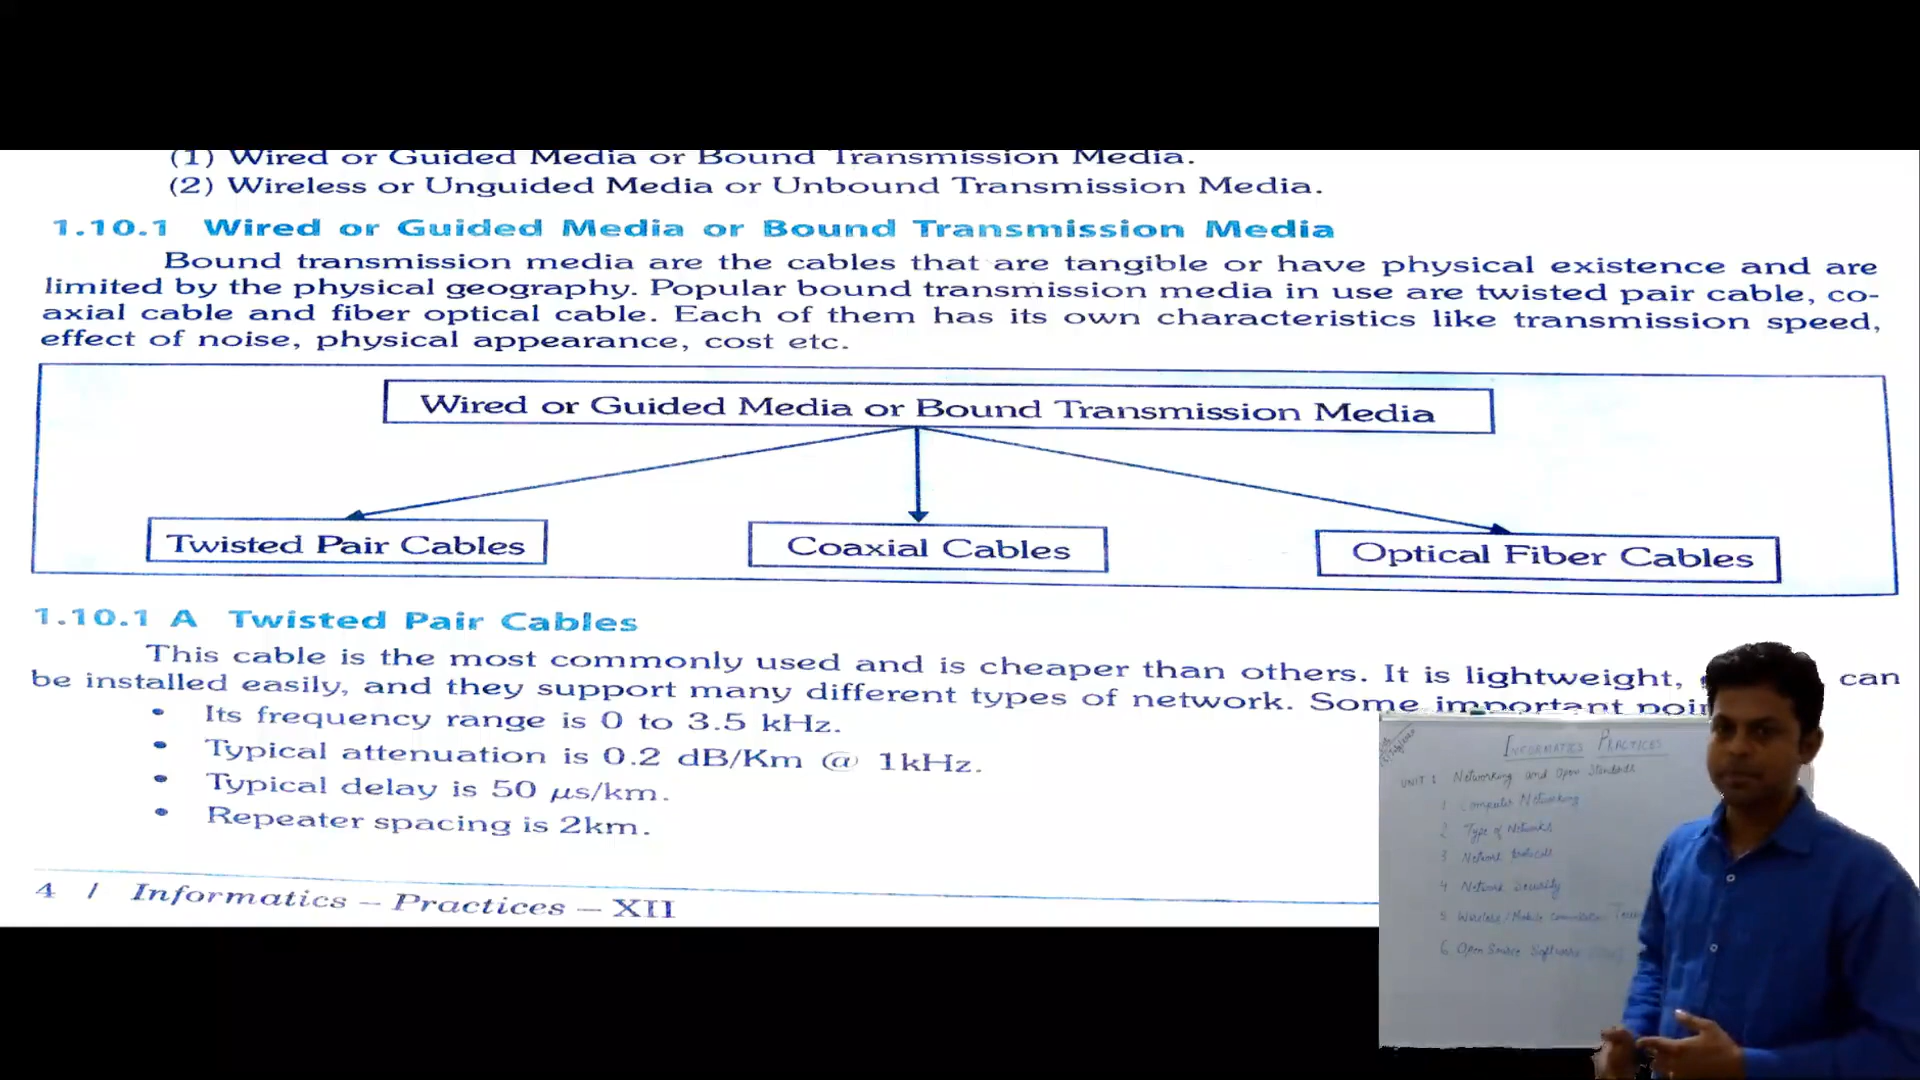 (1) Wired or Guided Media or Bound Transmission Media.
(2) Wireless or Unguided Media or Unbound Transmission Media.
1.10.1 Wired or Guided Media or Bound Transmission Media
Bound transmission media are the cables that are tangible or have physical existence and are
limited by the physical geography. Popular bound transmission media in use are twisted pair cable, co-
axial cable and fiber optical cable. Each of them has its own characteristics like transmission speed,
effect of noise, physical appearance, cost etc.
Wired or Guided Media or Bound Transmission Media
Twisted Pair Cables
Coaxial Cables
Optical Fiber Cables
1.10.1 A Twisted Pair Cables
This cable is the most commonly used and is cheaper than others. It is lightweight, can
be installed easily, and they support many different types of network. Some important
• Its frequency range is 0 to 3.5 kHz.
• Typical attenuation is 0.2 dB/Km @ 1kHz.
• Typical delay is 50 µs/km.
• Repeater spacing is 2km.
4 / Informatics – Practices – XII
INFORMATICS PRACTICES
UNIT 1 Networking and Open Standards
1 Computer Networking
2 Type of Networks
3 Network
4 Network Security
5 Wireless/Mobile
6 Open Source Software